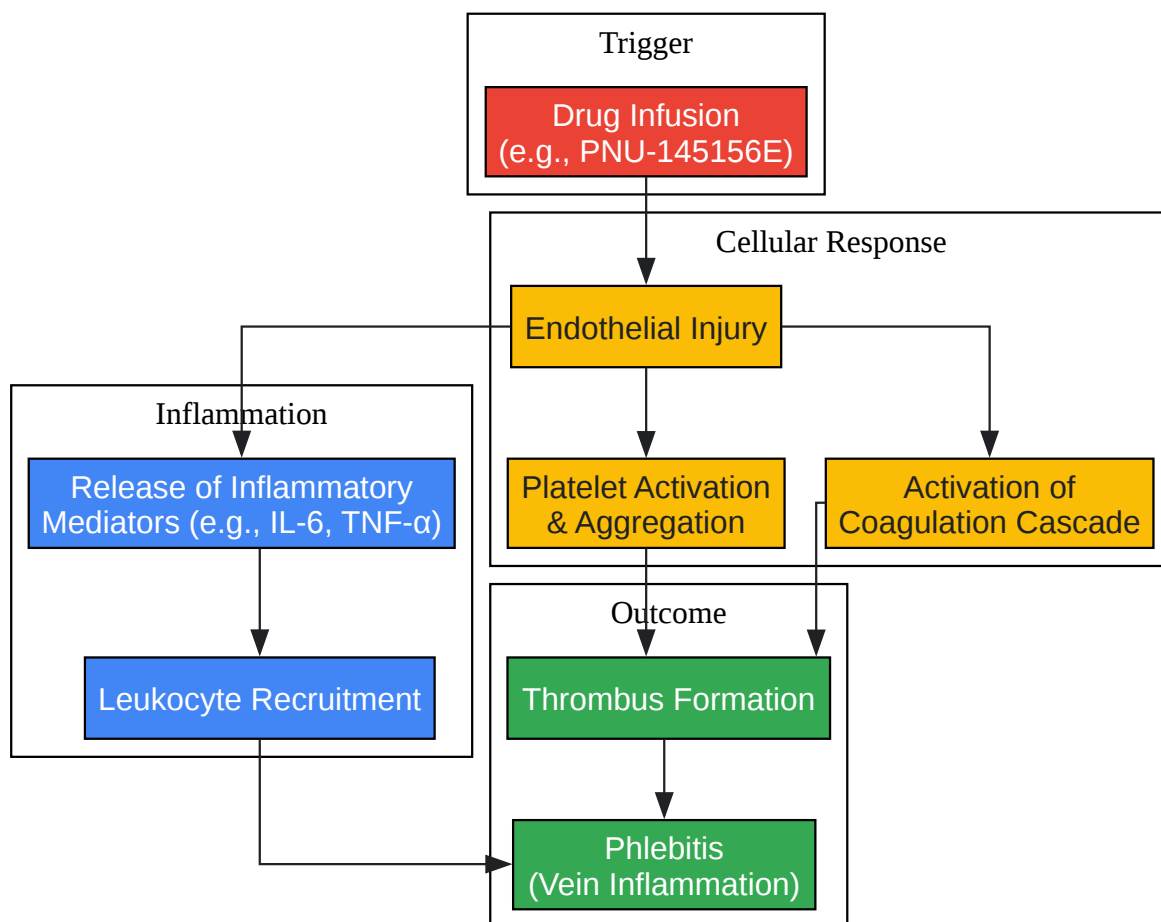 Trigger
Drug Infusion
(e.g., PNU-145156E)
Cellular Response
Endothelial Injury
Inflammation
Release of Inflammatory
Mediators (e.g., IL-6, TNF-α)
Platelet Activation
& Aggregation
Activation of
Coagulation Cascade
Outcome
Leukocyte Recruitment
Thrombus Formation
Phlebitis
(Vein Inflammation)